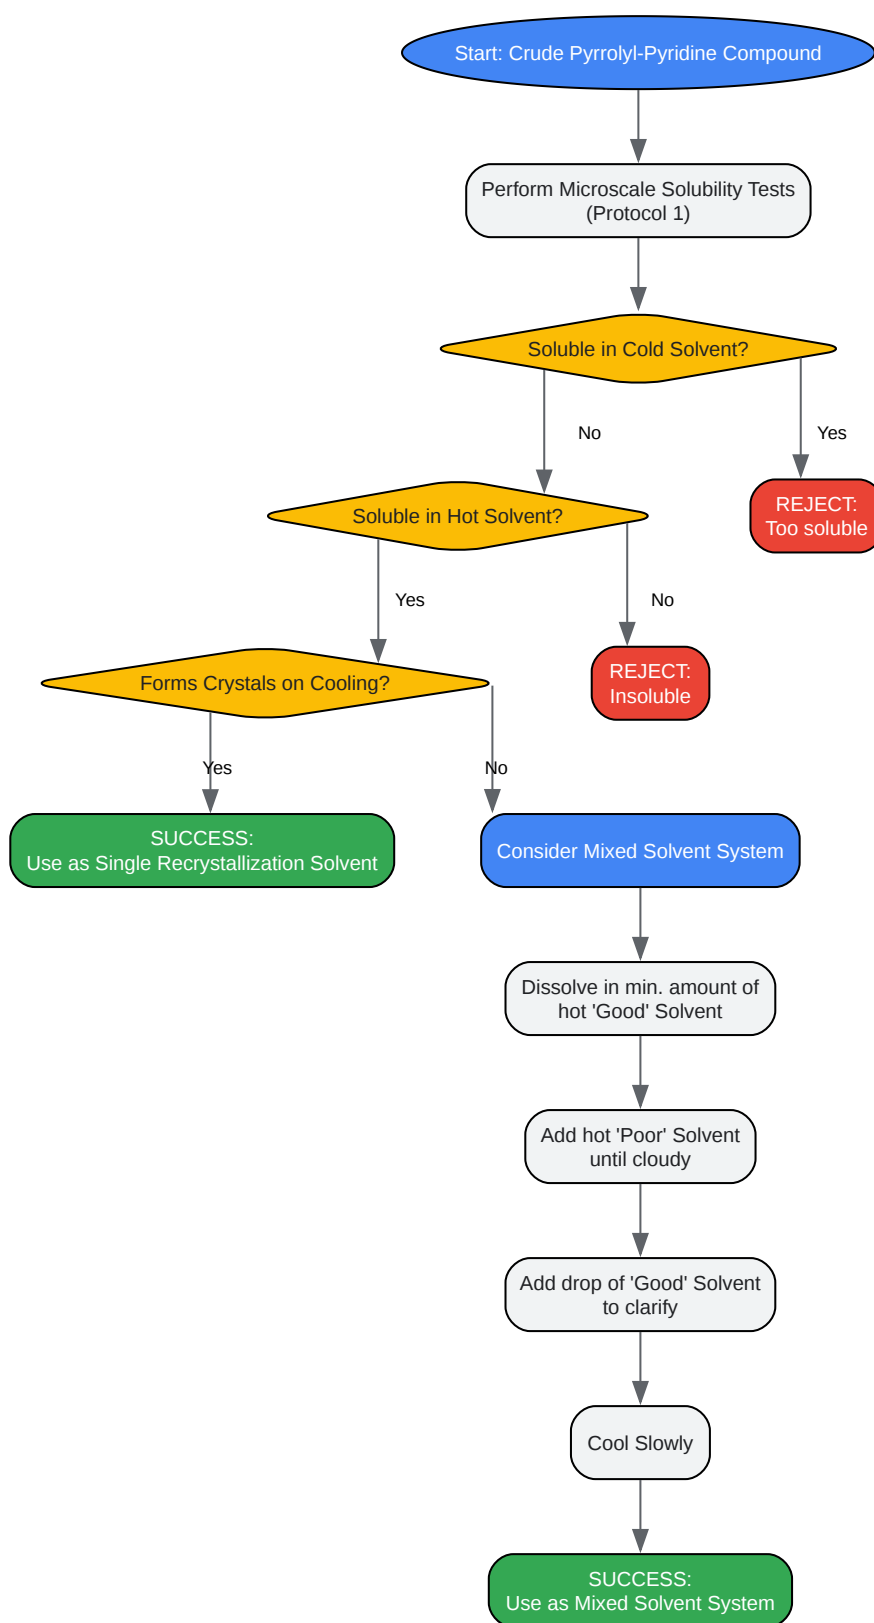 Start: Crude Pyrrolyl-Pyridine Compound
Perform Microscale Solubility Tests
(Protocol 1)
Soluble in Cold Solvent?
No
Yes
REJECT:
Too soluble
Soluble in Hot Solvent?
Yes
No
REJECT:
Insoluble
Forms Crystals on Cooling?
Yes
No
SUCCESS:
Use as Single Recrystallization Solvent
Consider Mixed Solvent System
Dissolve in min. amount of
hot 'Good' Solvent
Add hot 'Poor' Solvent
until cloudy
Add drop of 'Good' Solvent
to clarify
Cool Slowly
SUCCESS:
Use as Mixed Solvent System